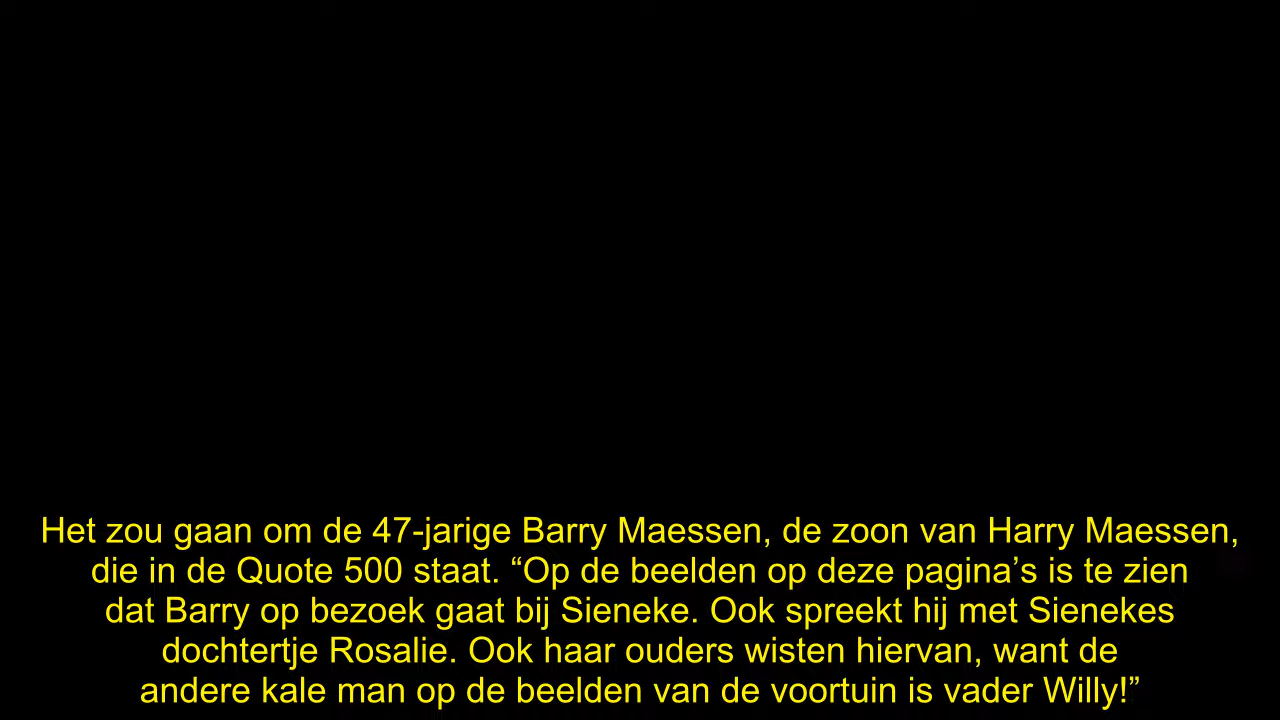 Het zou gaan om de 47-jarige Barry Maessen, de zoon van Harry Maessen,
die in de Quote 500 staat. “Op de beelden op deze pagina’s is te zien
dat Barry op bezoek gaat bij Sieneke. Ook spreekt hij met Sienekes
dochtertje Rosalie. Ook haar ouders wisten hiervan, want de
andere kale man op de beelden van de voortuin is vader Willy!”